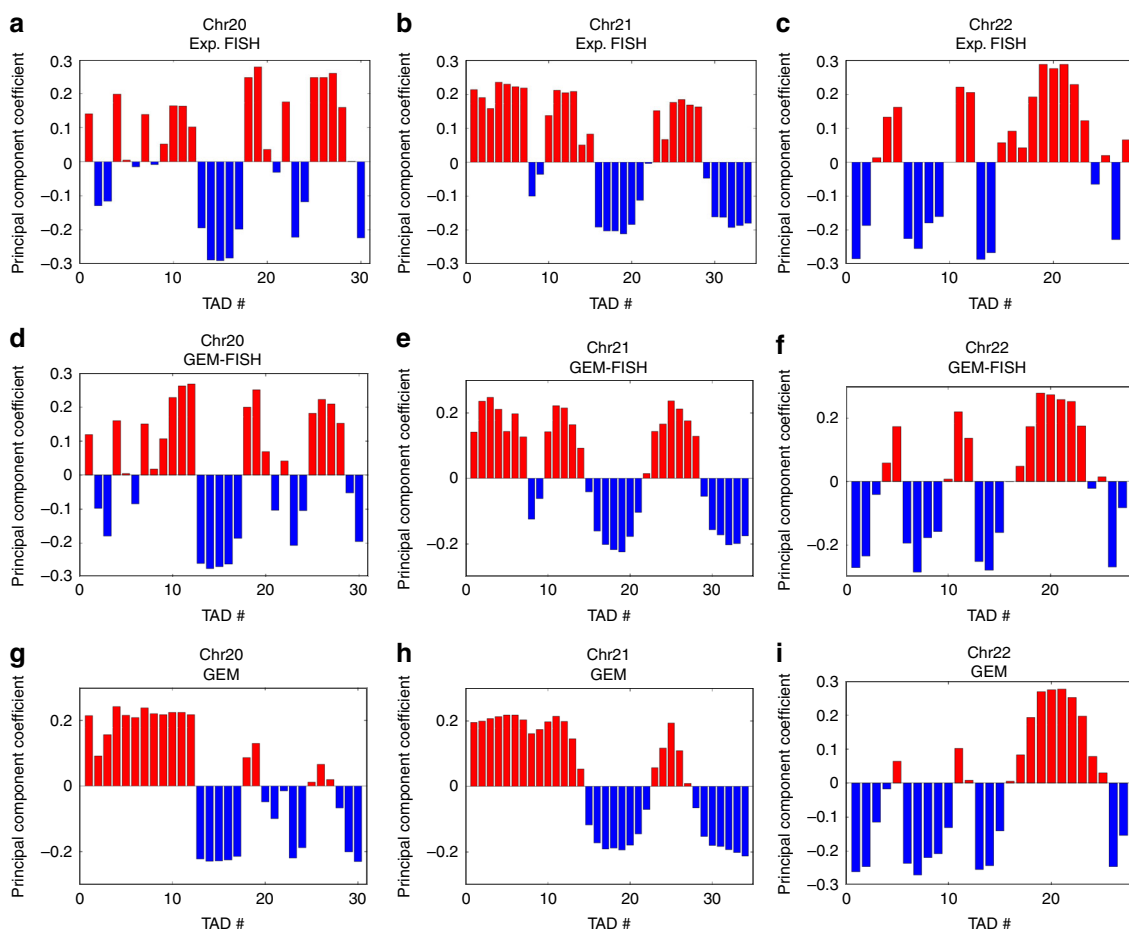 a
Chr20
Exp. FISH
Principal component coefficient
0.3
0.2
0.1
0
−0.1
−0.2
−0.3
0
10
20
30
TAD #
b
Chr21
Exp. FISH
Principal component coefficient
0.3
0.2
0.1
0
−0.1
−0.2
−0.3
0
10
20
30
TAD #
c
Chr22
Exp. FISH
Principal component coefficient
0.3
0.2
0.1
0
−0.1
−0.2
−0.3
0
10
20
TAD #
d
Chr20
GEM-FISH
Principal component coefficient
0.3
0.2
0.1
0
−0.1
−0.2
−0.3
0
10
20
30
TAD #
e
Chr21
GEM-FISH
Principal component coefficient
0.2
0
−0.2
0
10
20
30
TAD #
f
Chr22
GEM-FISH
Principal component coefficient
0.2
0
−0.2
0
10
20
TAD #
g
Chr20
GEM
Principal component coefficient
0.2
0
−0.2
0
10
20
30
TAD #
h
Chr21
GEM
Principal component coefficient
0.2
0
−0.2
0
10
20
30
TAD #
i
Chr22
GEM
Principal component coefficient
0.3
0.2
0.1
0
−0.1
−0.2
−0.3
0
10
20
TAD #